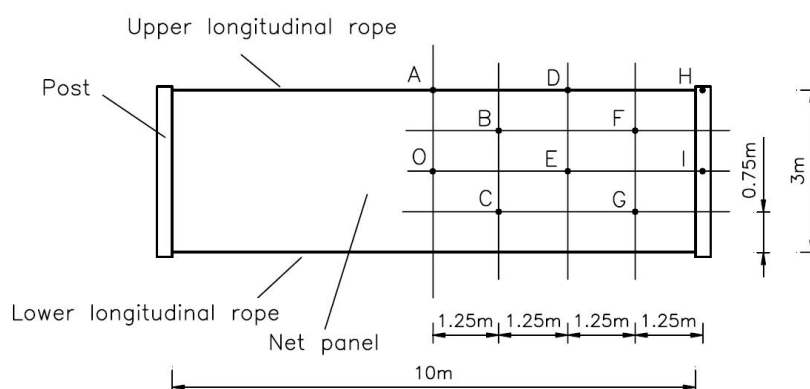 Upper longitudinal rope
Post
A
D
H
B
F
O
E
I
C
G
0.75m
3m
Lower longitudinal rope
Net panel
1.25m
1.25m
1.25m
1.25m
10m